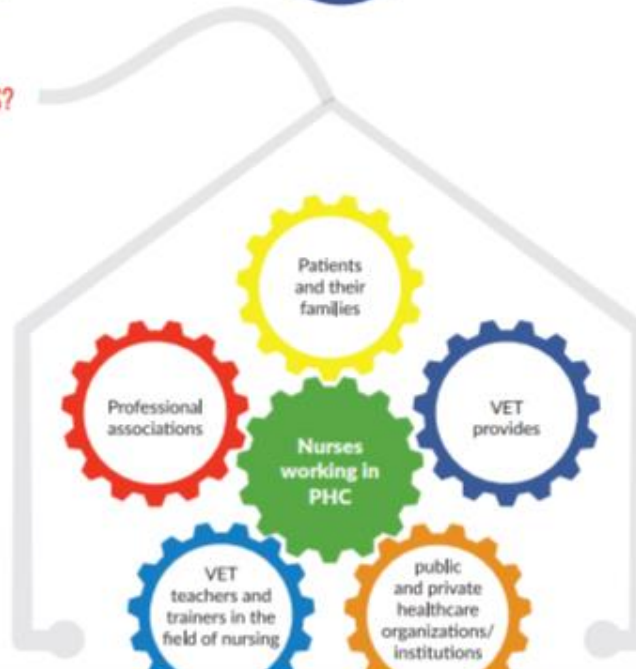 ?
Patients
and their
families
Professional
associations
VET
provides
Nurses
working in
PHC
VET
teachers and
trainers in the
field of nursing
public
and private
healthcare
organizations/
institutions